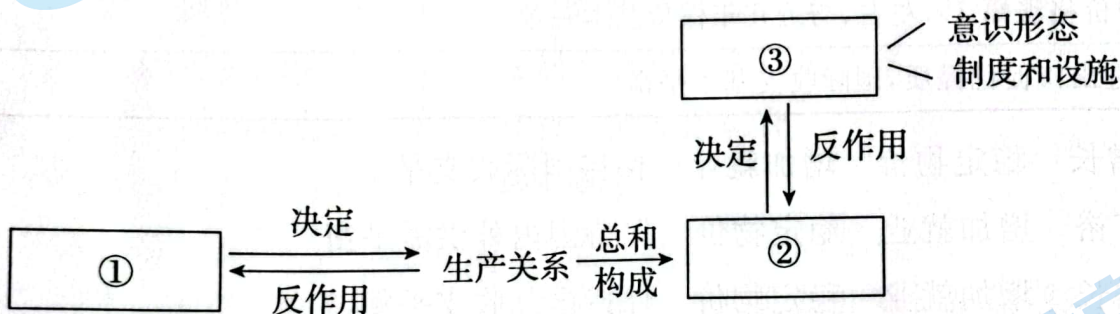 ③
意识形态
制度和设施
决定
反作用
①
决定
反作用
生产关系
总和
构成
②